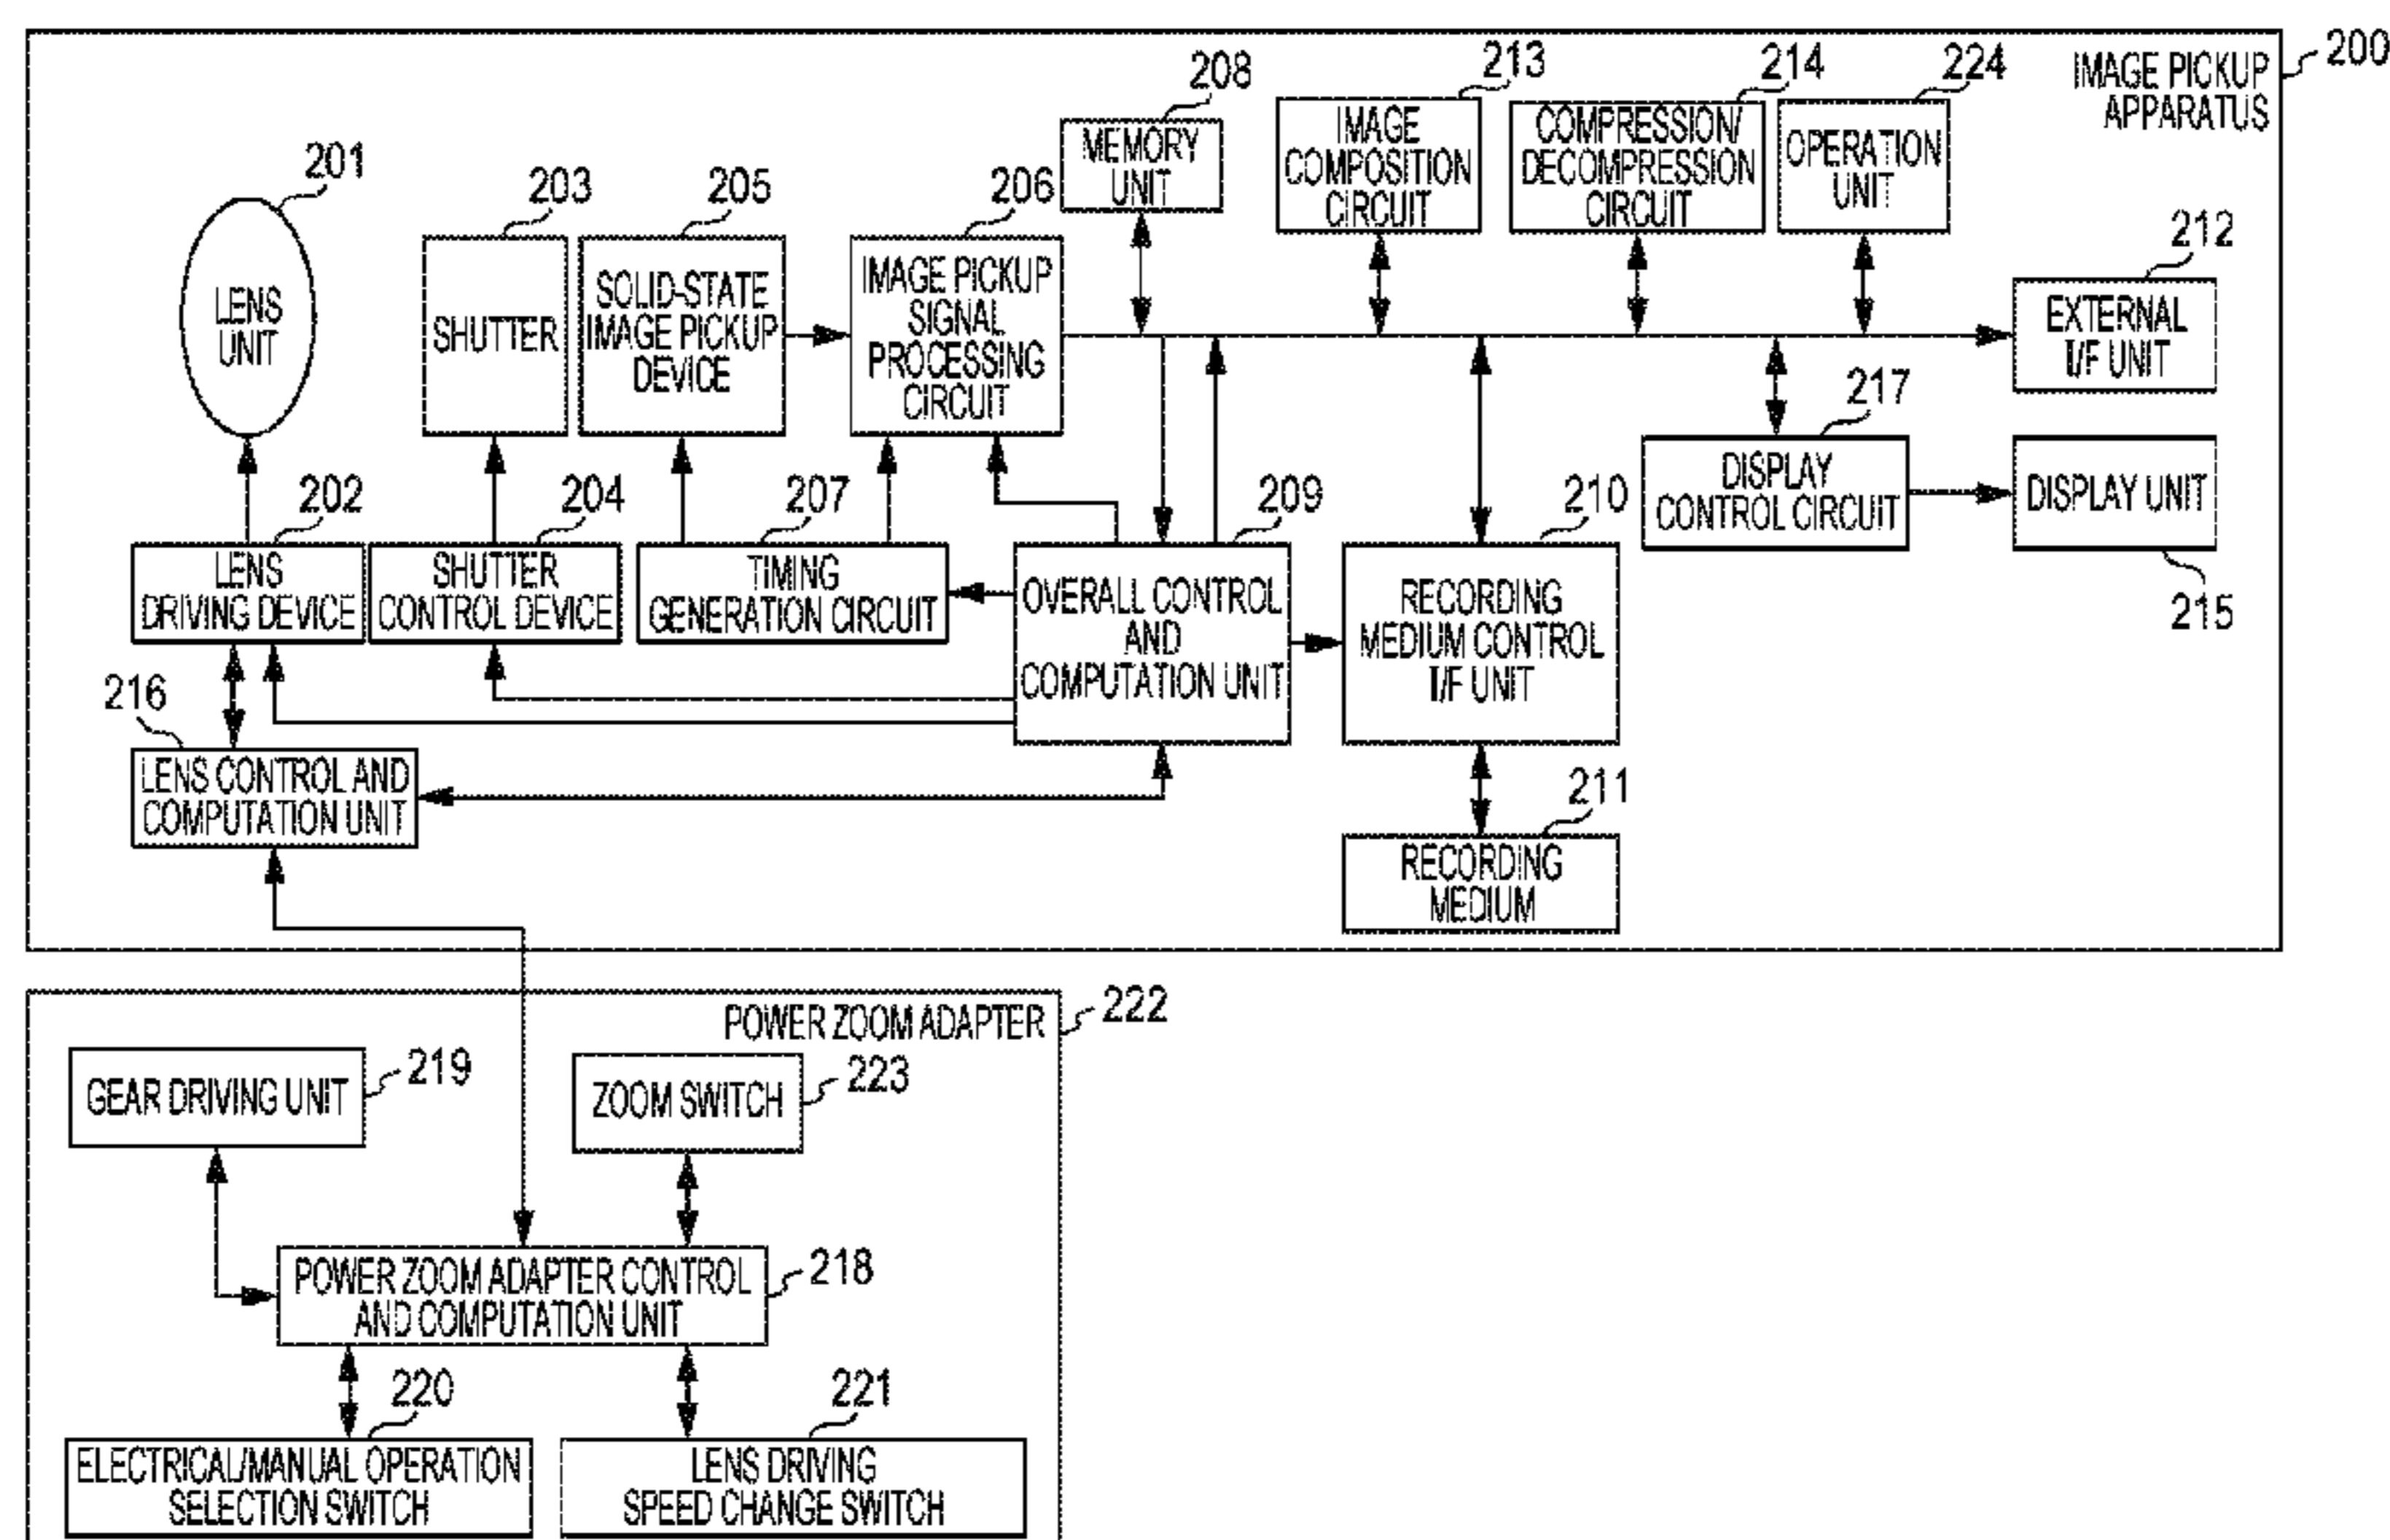 IMAGE PICKUP
APPARATUS
200
208
MEMORY
UNIT
213
IMAGE
COMPOSITION
CIRCUIT
214
COMPRESSION/
DECOMPRESSION
CIRCUIT
224
OPERATION
UNIT
201
LENS
UNIT
203
SHUTTER
205
SOLID-STATE
IMAGE PICKUP
DEVICE
206
IMAGE PICKUP
SIGNAL
PROCESSING
CIRCUIT
212
EXTERNAL
I/F UNIT
202
LENS
DRIVING DEVICE
204
SHUTTER
CONTROL DEVICE
207
TIMING
GENERATION CIRCUIT
209
OVERALL CONTROL
AND
COMPUTATION UNIT
210
RECORDING
MEDIUM CONTROL
I/F UNIT
217
DISPLAY
CONTROL CIRCUIT
DISPLAY UNIT
215
216
LENS CONTROL AND
COMPUTATION UNIT
211
RECORDING
MEDIUM
POWER ZOOM ADAPTER
222
GEAR DRIVING UNIT
219
ZOOM SWITCH
223
POWER ZOOM ADAPTER CONTROL
AND COMPUTATION UNIT
218
220
ELECTRICAL/MANUAL OPERATION
SELECTION SWITCH
221
LENS DRIVING
SPEED CHANGE SWITCH